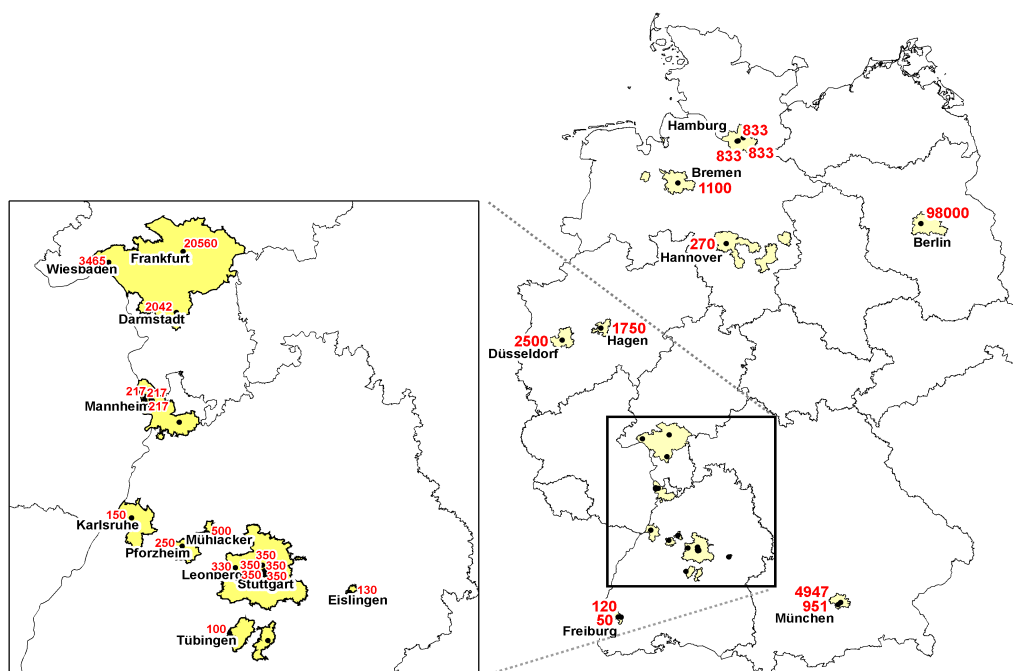 Hamburg 833
833 833
Bremen
1100
98000
Berlin
270
Hannover
1750
2500 Hagen
Düsseldorf
4947
951
München
120
50
Freiburg
20560
Frankfurt
3465
Wiesbaden
2042
Darmstadt
217 217
Mannheim 217
150
Karlsruhe
500
Mühlacker
250
Pforzheim
350
330 350 350
Leonberg 350 350
Stuttgart
130
Eislingen
100
Tübingen